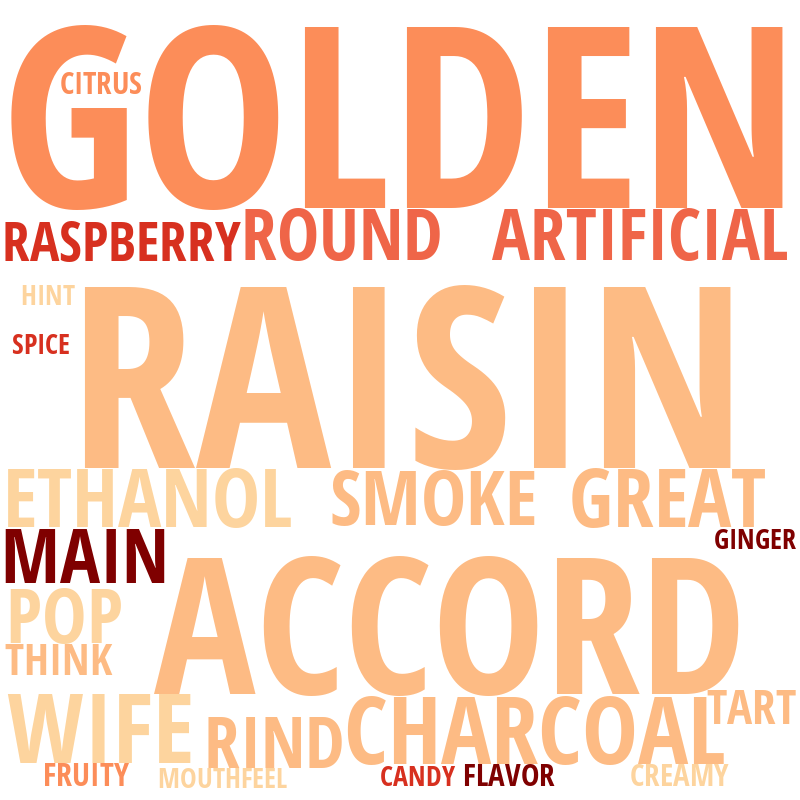 GOLDEN
CITRUS
RASPBERRY ROUND ARTIFICIAL
HINT
RAISIN
SPICE
ETHANOL SMOKE GREAT
MAIN
GINGER
ACCORD
POP
THINK
WIFE RIND CHARCOAL TART
FRUITY MOUTHFEEL CANDY FLAVOR CREAMY